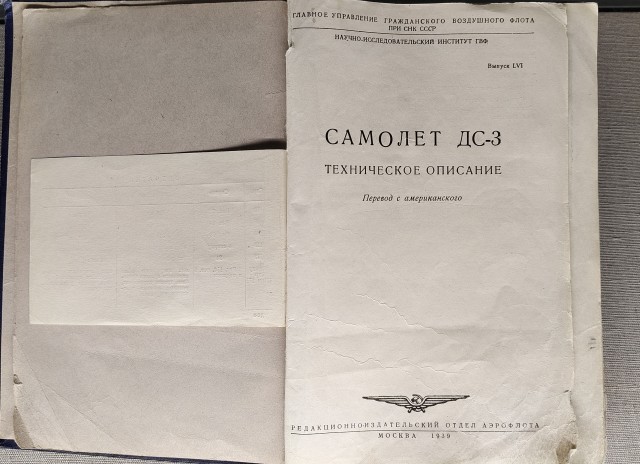 ГЛАВНОЕ УПРАВЛЕНИЕ ГРАЖДАНСКОГО ВОЗДУШНОГО ФЛОТА
ПРИ СНК СССР
НАУЧНО-ИССЛЕДОВАТЕЛЬСКИЙ ИНСТИТУТ ГВФ
Выпуск LVI
САМОЛЕТ ДС-3
ТЕХНИЧЕСКОЕ ОПИСАНИЕ
Перевод с американского
РЕДАКЦИОННОИЗДАТЕЛЬСКИЙ ОТДЕЛ АЭРОФЛОТА
МОСКВА 1939